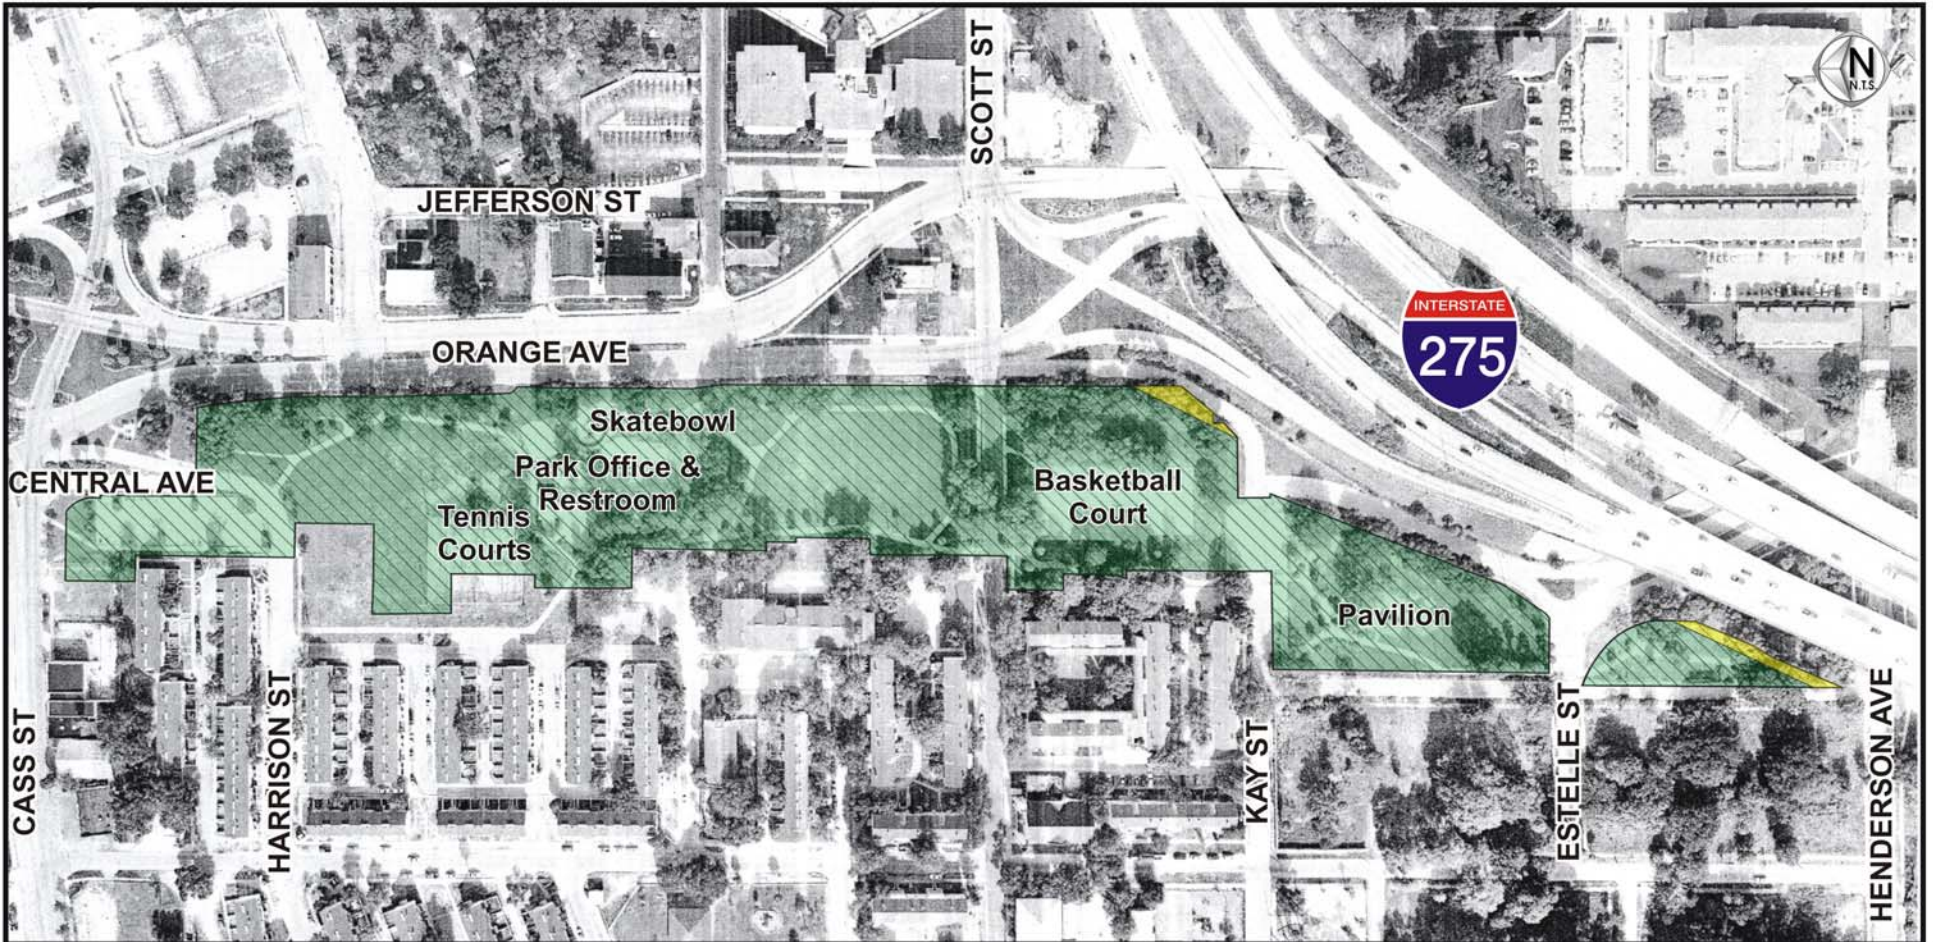 SCOTT ST
N
N.T.S.
JEFFERSON ST
INTERSTATE
275
ORANGE AVE
Skatebowl
Park Office &
Restroom
CENTRAL AVE
Basketball
Court
Tennis
Courts
Pavilion
CASS ST
HARRISON ST
KAY ST
ESTELLE ST
HENDERSON AVE